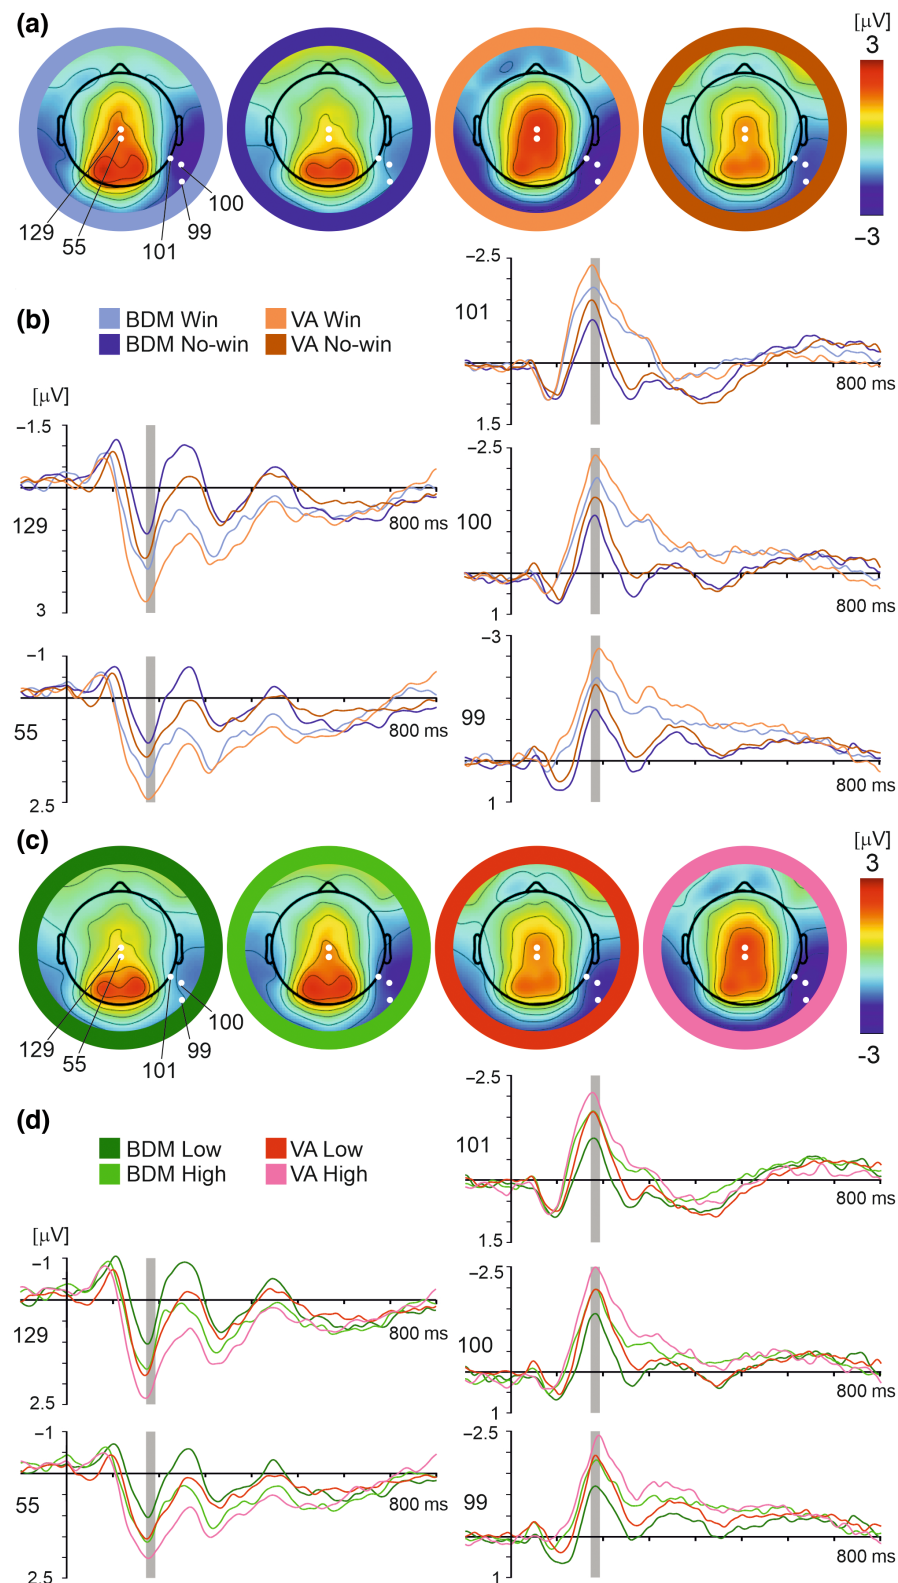 (a)
[µV]
3
−3
129
55
101
99
100
(b)
BDM Win
VA Win
BDM No-win
VA No-win
[µV]
−1.5
129
3
800 ms
−1
55
2.5
800 ms
−2.5
101
1.5
800 ms
−2.5
100
1
800 ms
−3
99
1
800 ms
(c)
[µV]
3
-3
129
55
101
99
100
(d)
BDM Low
VA Low
BDM High
VA High
[µV]
−1
129
2.5
800 ms
−1
55
2.5
800 ms
−2.5
101
1.5
800 ms
−2.5
100
1
800 ms
−2.5
99
1
800 ms